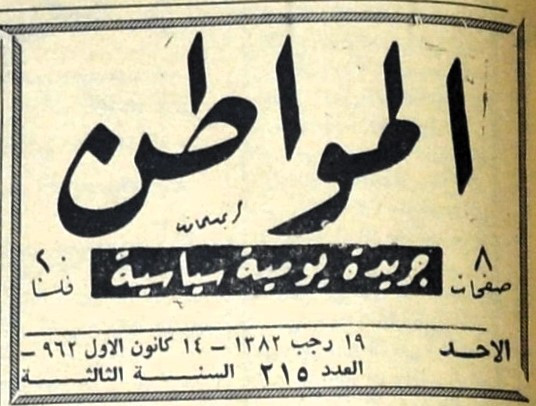 المواطن
٨ صفحات
جريدة يومية سياسية
٢٠ فلسا
الاحد
١٩ رجب ١٣٨٢ – ١٤ كانون الاول ٩٦٢ –
العدد ٢١٥ السنة الثالثة